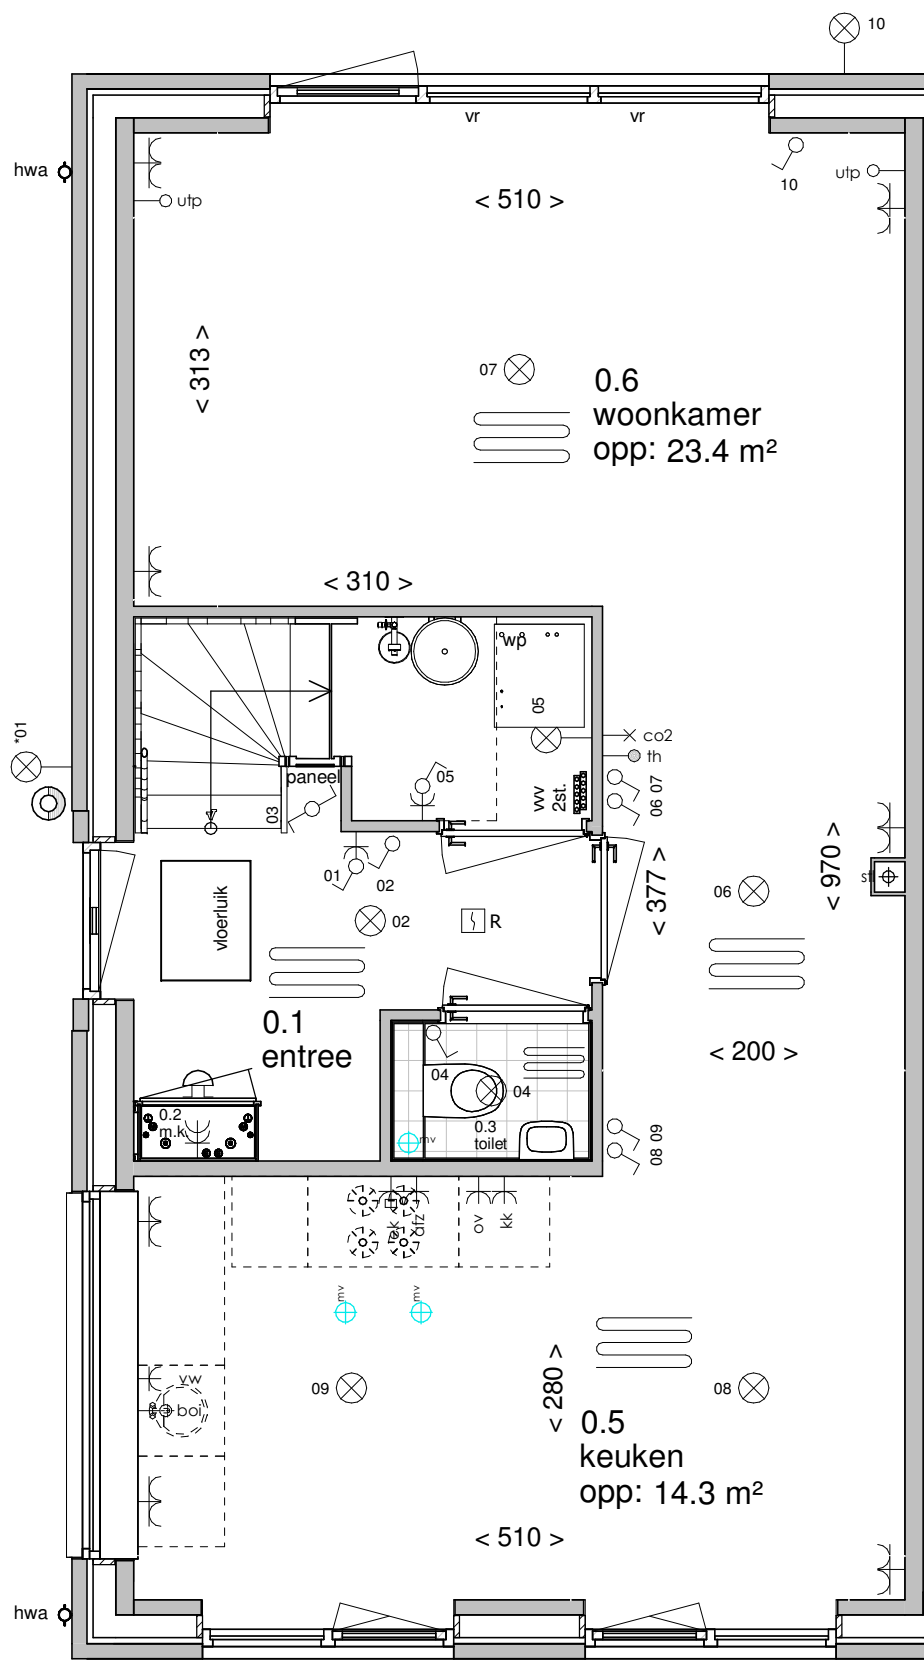 10
hwa
vr
vr
utp
10
utp
< 510 >
< 313 >
07
0.6
woonkamer
opp: 23.4 m²
< 310 >
wp
05
*01
co2
th
paneel
05
03
vvv
2st.
06 07
01
02
02
R
vloerluik
< 377 >
06
< 970 >
0.1
entree
< 200 >
04
04
0.2
m.k
0.3
toilet
mv
08 09
afz
ov
kk
mv
mv
vw
boi
09
< 280 >
08
0.5
keuken
opp: 14.3 m²
< 510 >
hwa